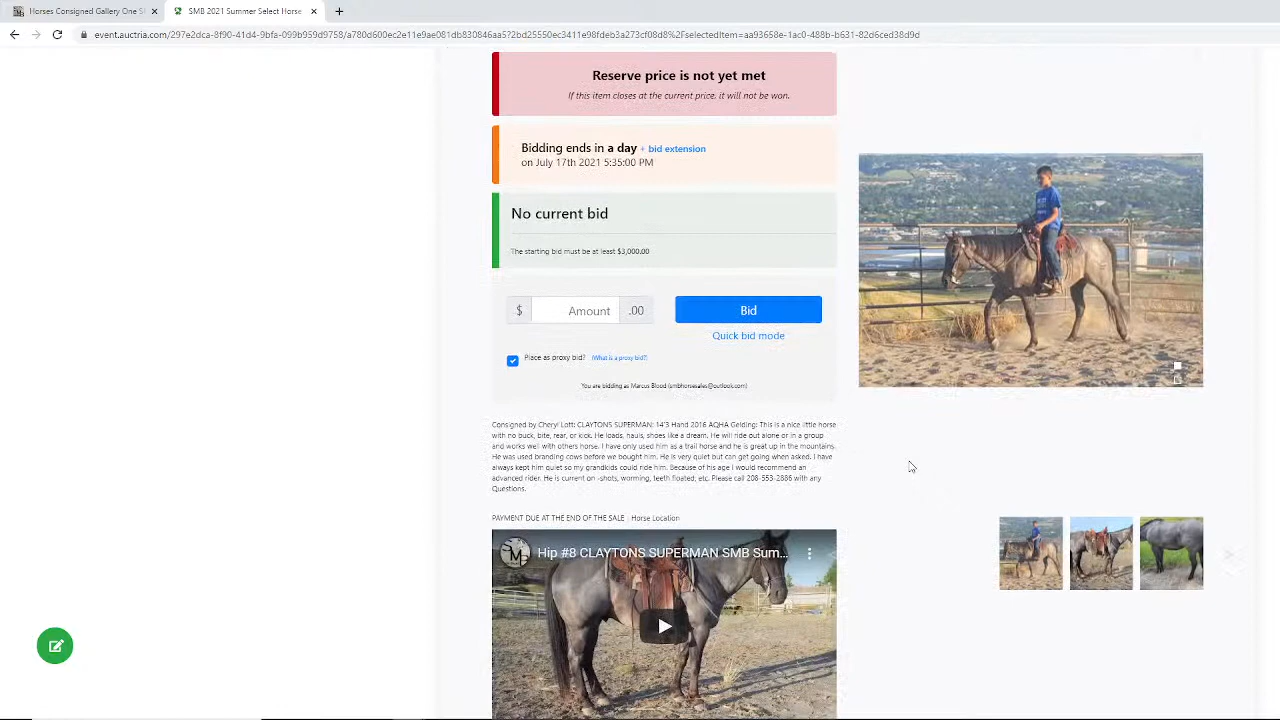 Horses Consigned Gallery One S
SMB 2021 Summer Select Horse
event.auctria.com/297e2dca-8f90-41d4-9bfa-099b959d9758/a780d600ec2e11e9ae081db830846aa5?2bd25550ec3411e98fdeb3a273cf08d8%2FselectedItem=aa93658e-1ac0-488b-b631-82d6ced38d9d
Reserve price is not yet met
If this item closes at the current price, it will not be won.
Bidding ends in a day + bid extension
on July 17th 2021 5:35:00 PM
No current bid
The starting bid must be at least $3,000.00
$ Amount .00 Bid
Quick bid mode
Place as proxy bid? (What is a proxy bid?)
You are bidding as Marcus Blood (smbhorsesales@outlook.com)
Consigned by Cheryl Lott: CLAYTONS SUPERMAN: 14'3 Hand 2016 AQHA Gelding: This is a nice little horse
with no buck, bite, rear, or kick. He loads, hauls, shoes like a dream. He will ride out alone or in a group
and works well with others horse. I have only used him as a trail horse and he is great up in the mountains.
He was used branding cows before we bought him. He is very quiet but can get going when asked. I have
always kept him quiet so my grandkids could ride him. Because of his age I would recommend an
advanced rider. He is current on -shots, worming, teeth floated, etc. Please call 208-553-2886 with any
Questions.
PAYMENT DUE AT THE END OF THE SALE | Horse Location
Hip #8 CLAYTONS SUPERMAN SMB Sum...